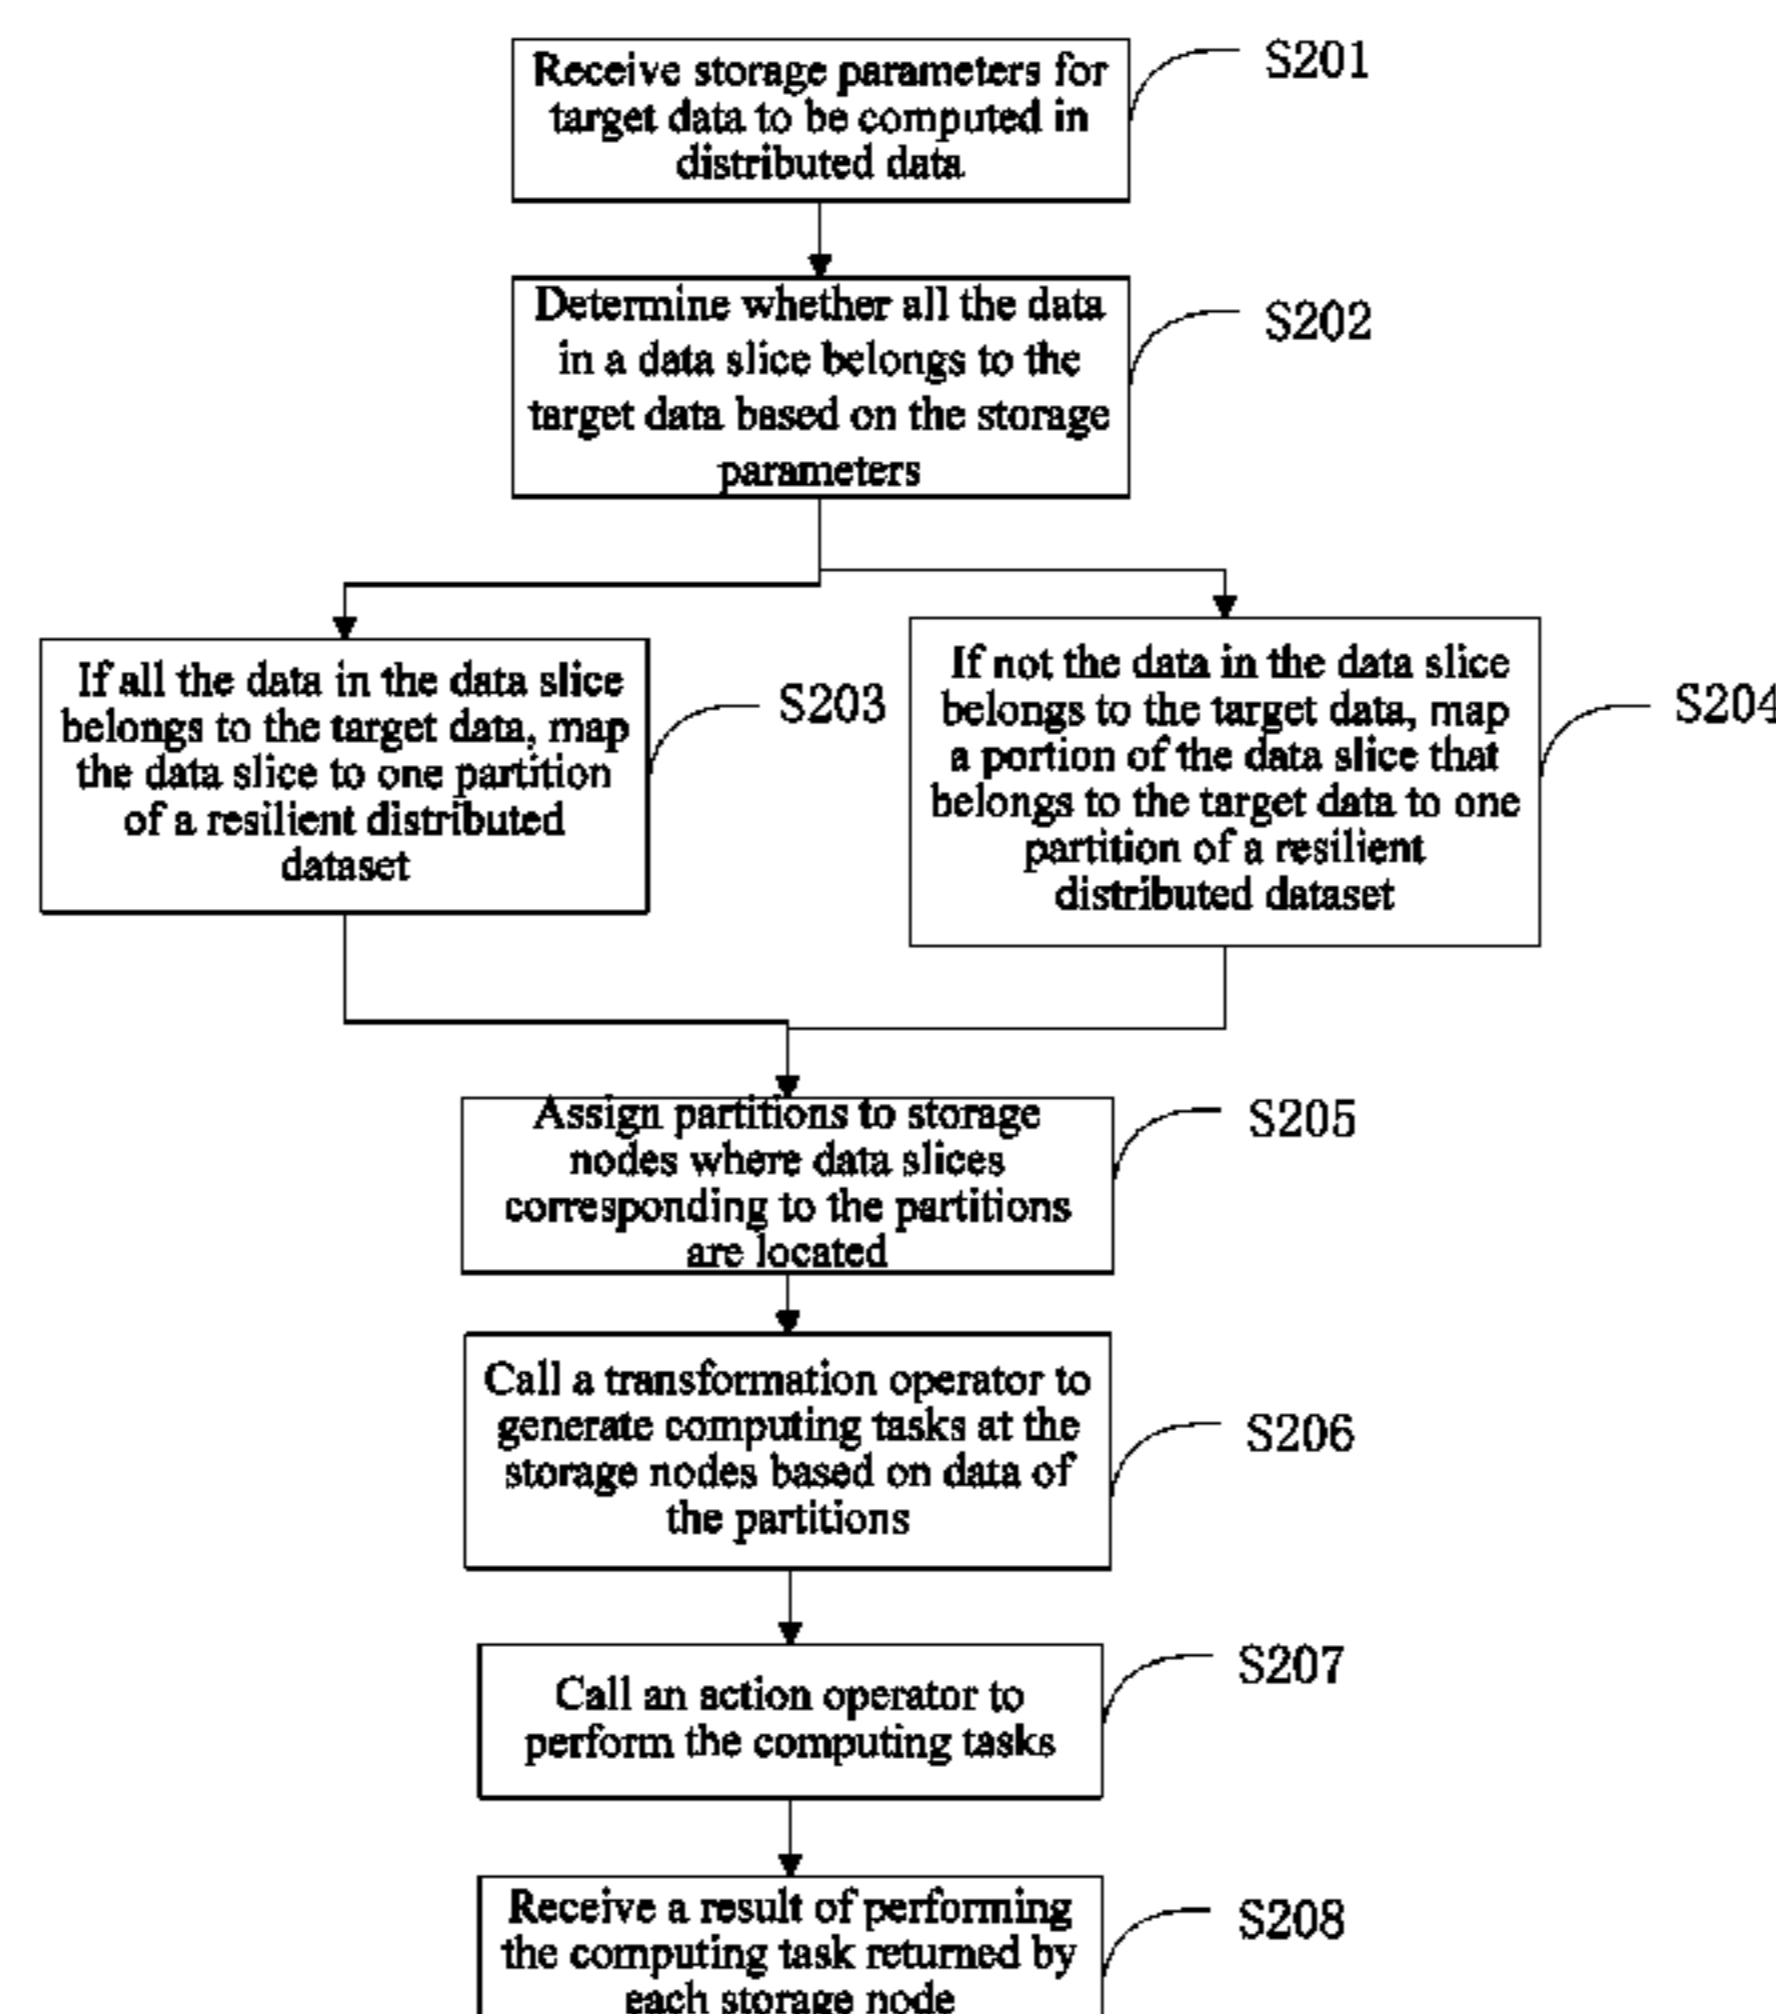 Receive storage parameters for
target data to be computed in
distributed data
S201
Determine whether all the data
in a data slice belongs to the
target data based on the storage
parameters
S202
If all the data in the data slice
belongs to the target data, map
the data slice to one partition
of a resilient distributed
dataset
S203
If not the data in the data slice
belongs to the target data, map
a portion of the data slice that
belongs to the target data to one
partition of a resilient
distributed dataset
S204
Assign partitions to storage
nodes where data slices
corresponding to the partitions
are located
S205
Call a transformation operator to
generate computing tasks at the
storage nodes based on data of
the partitions
S206
Call an action operator to
perform the computing tasks
S207
Receive a result of performing
the computing task returned by
each storage node
S208